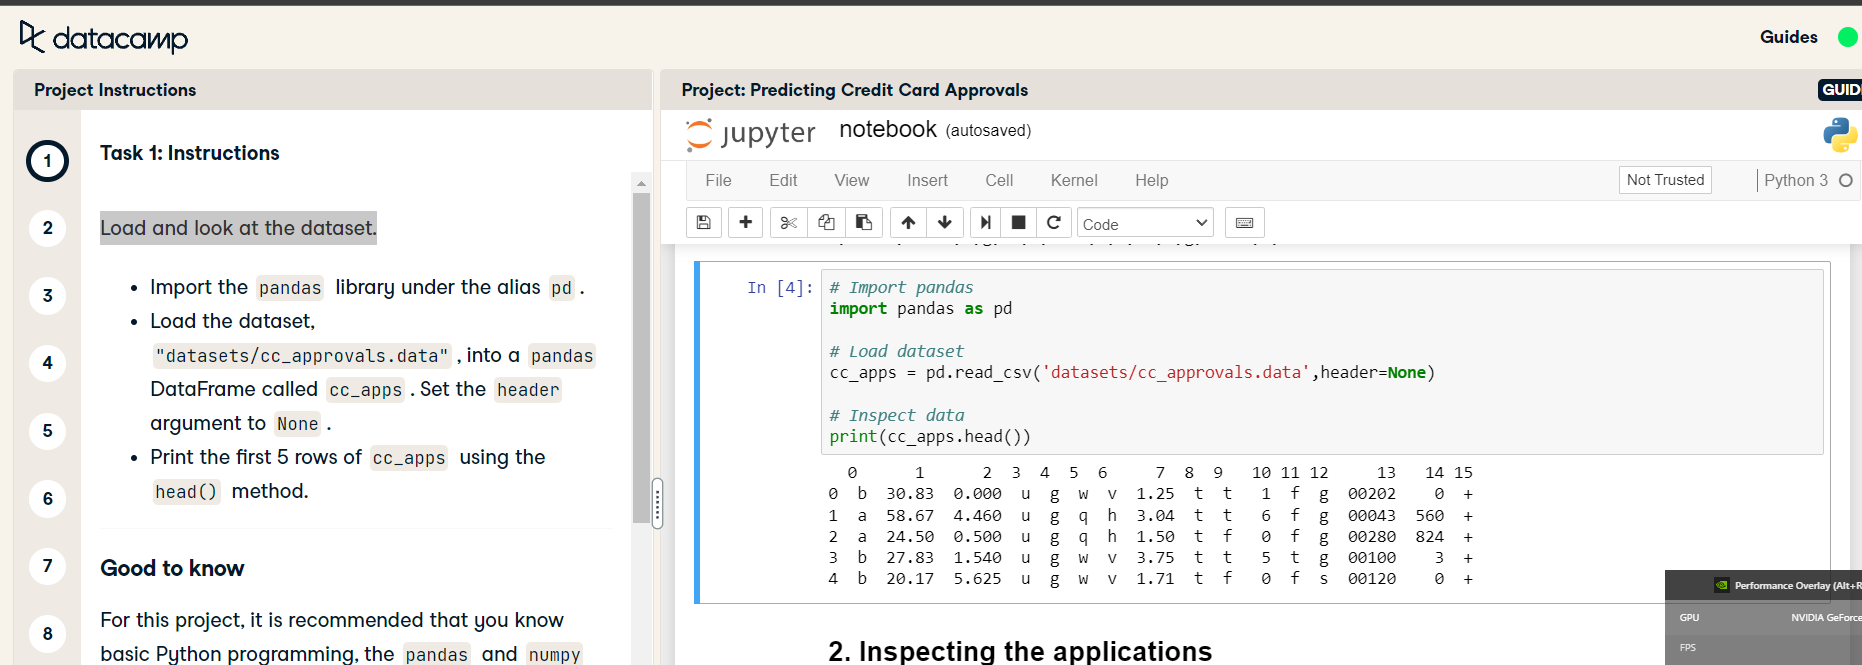 datacamp
Guides
Project Instructions
Project: Predicting Credit Card Approvals
GUID
jupyter notebook (autosaved)
File Edit View Insert Cell Kernel Help
Not Trusted
Python 3
Code
1
2
3
4
5
6
7
8
Task 1: Instructions
Load and look at the dataset.
• Import the pandas library under the alias pd .
• Load the dataset,
"datasets/cc_approvals.data" , into a pandas
DataFrame called cc_apps . Set the header
argument to None .
• Print the first 5 rows of cc_apps using the
head() method.
Good to know
For this project, it is recommended that you know
basic Python programming, the pandas and numpy
In [4]:
# Import pandas
import pandas as pd
# Load dataset
cc_apps = pd.read_csv('datasets/cc_approvals.data',header=None)
# Inspect data
print(cc_apps.head())
0 1 2 3 4 5 6 7 8 9 10 11 12 13 14 15
0 b 30.83 0.000 u g w v 1.25 t t 1 f g 00202 0 +
1 a 58.67 4.460 u g q h 3.04 t t 6 f g 00043 560 +
2 a 24.50 0.500 u g q h 1.50 t f 0 f g 00280 824 +
3 b 27.83 1.540 u g w v 3.75 t t 5 t g 00100 3 +
4 b 20.17 5.625 u g w v 1.71 t f 0 f s 00120 0 +
2. Inspecting the applications
Performance Overlay (Alt+R
GPU NVIDIA GeForce
FPS